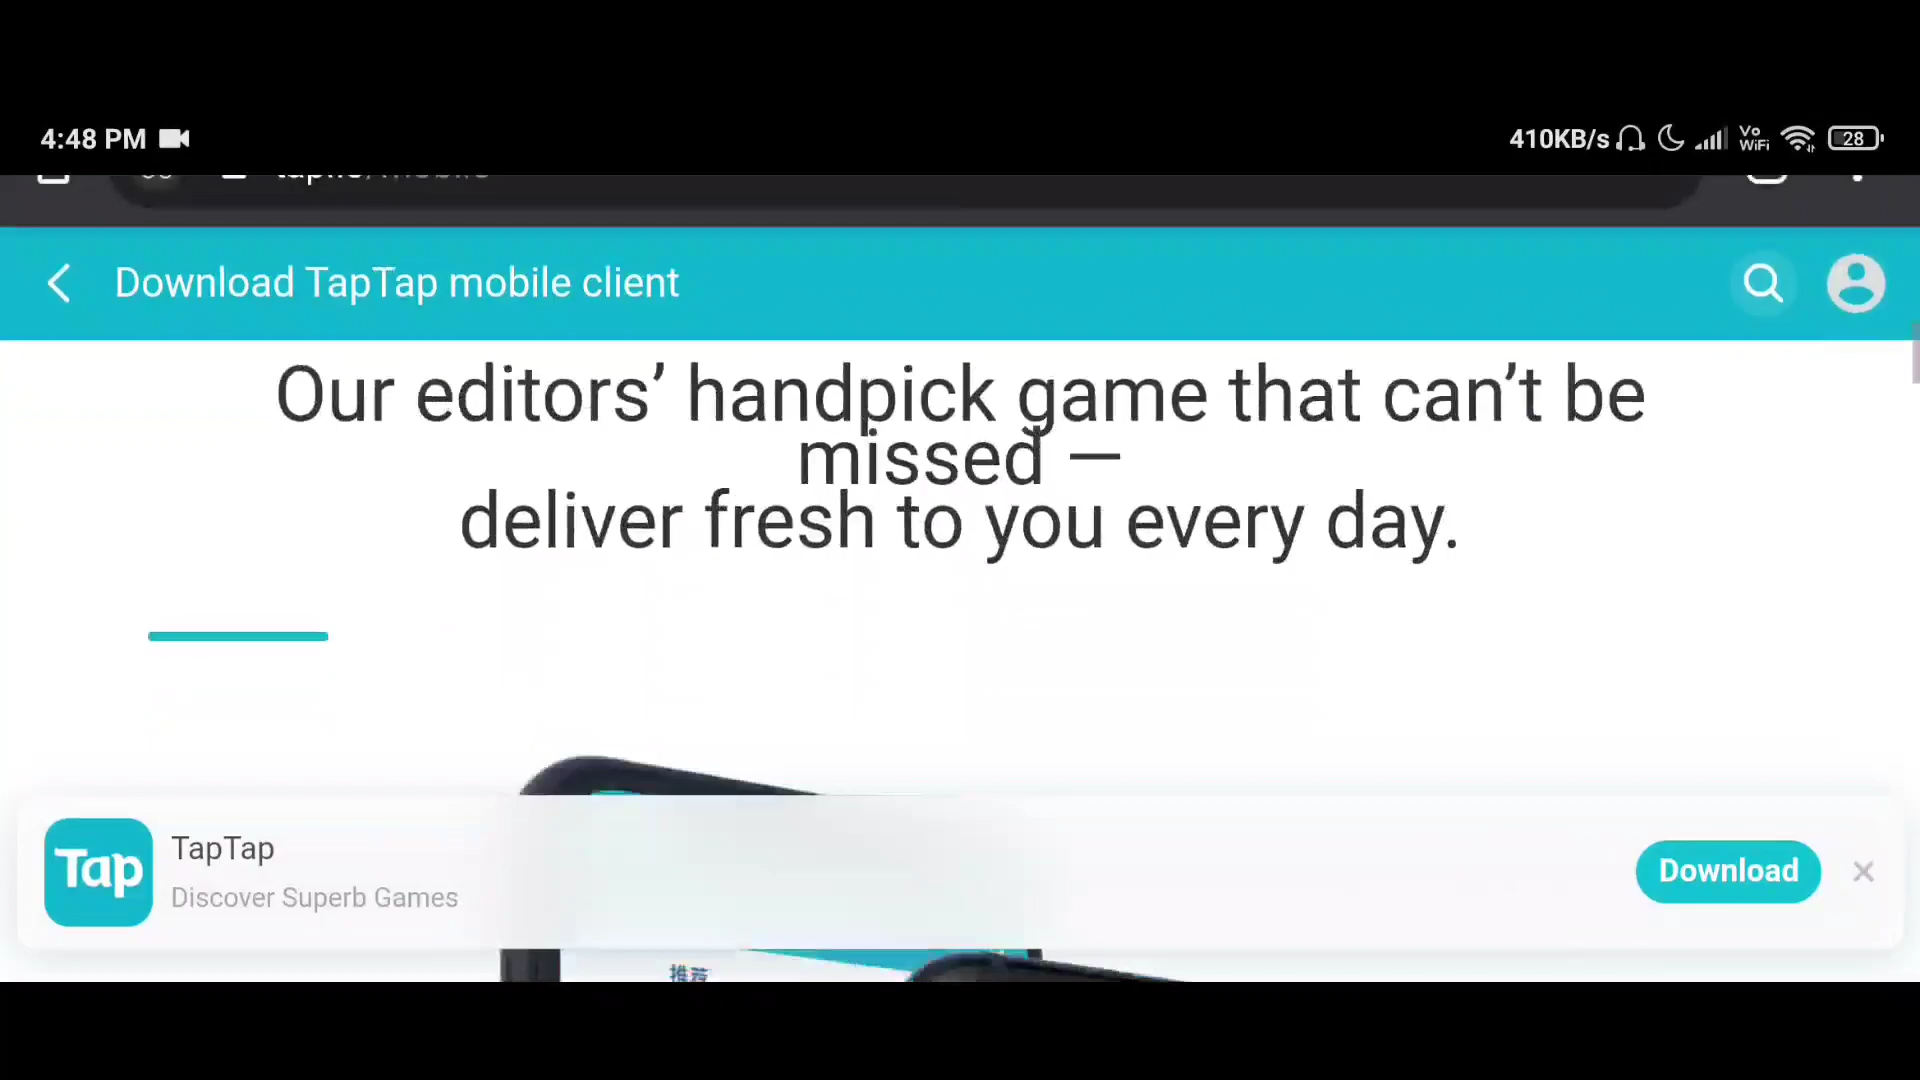 4:48 PM
410KB/s Vo WiFi 28
Download TapTap mobile client
Our editors’ handpick game that can’t be
missed —
deliver fresh to you every day.
Tap
TapTap
Discover Superb Games
Download
推荐